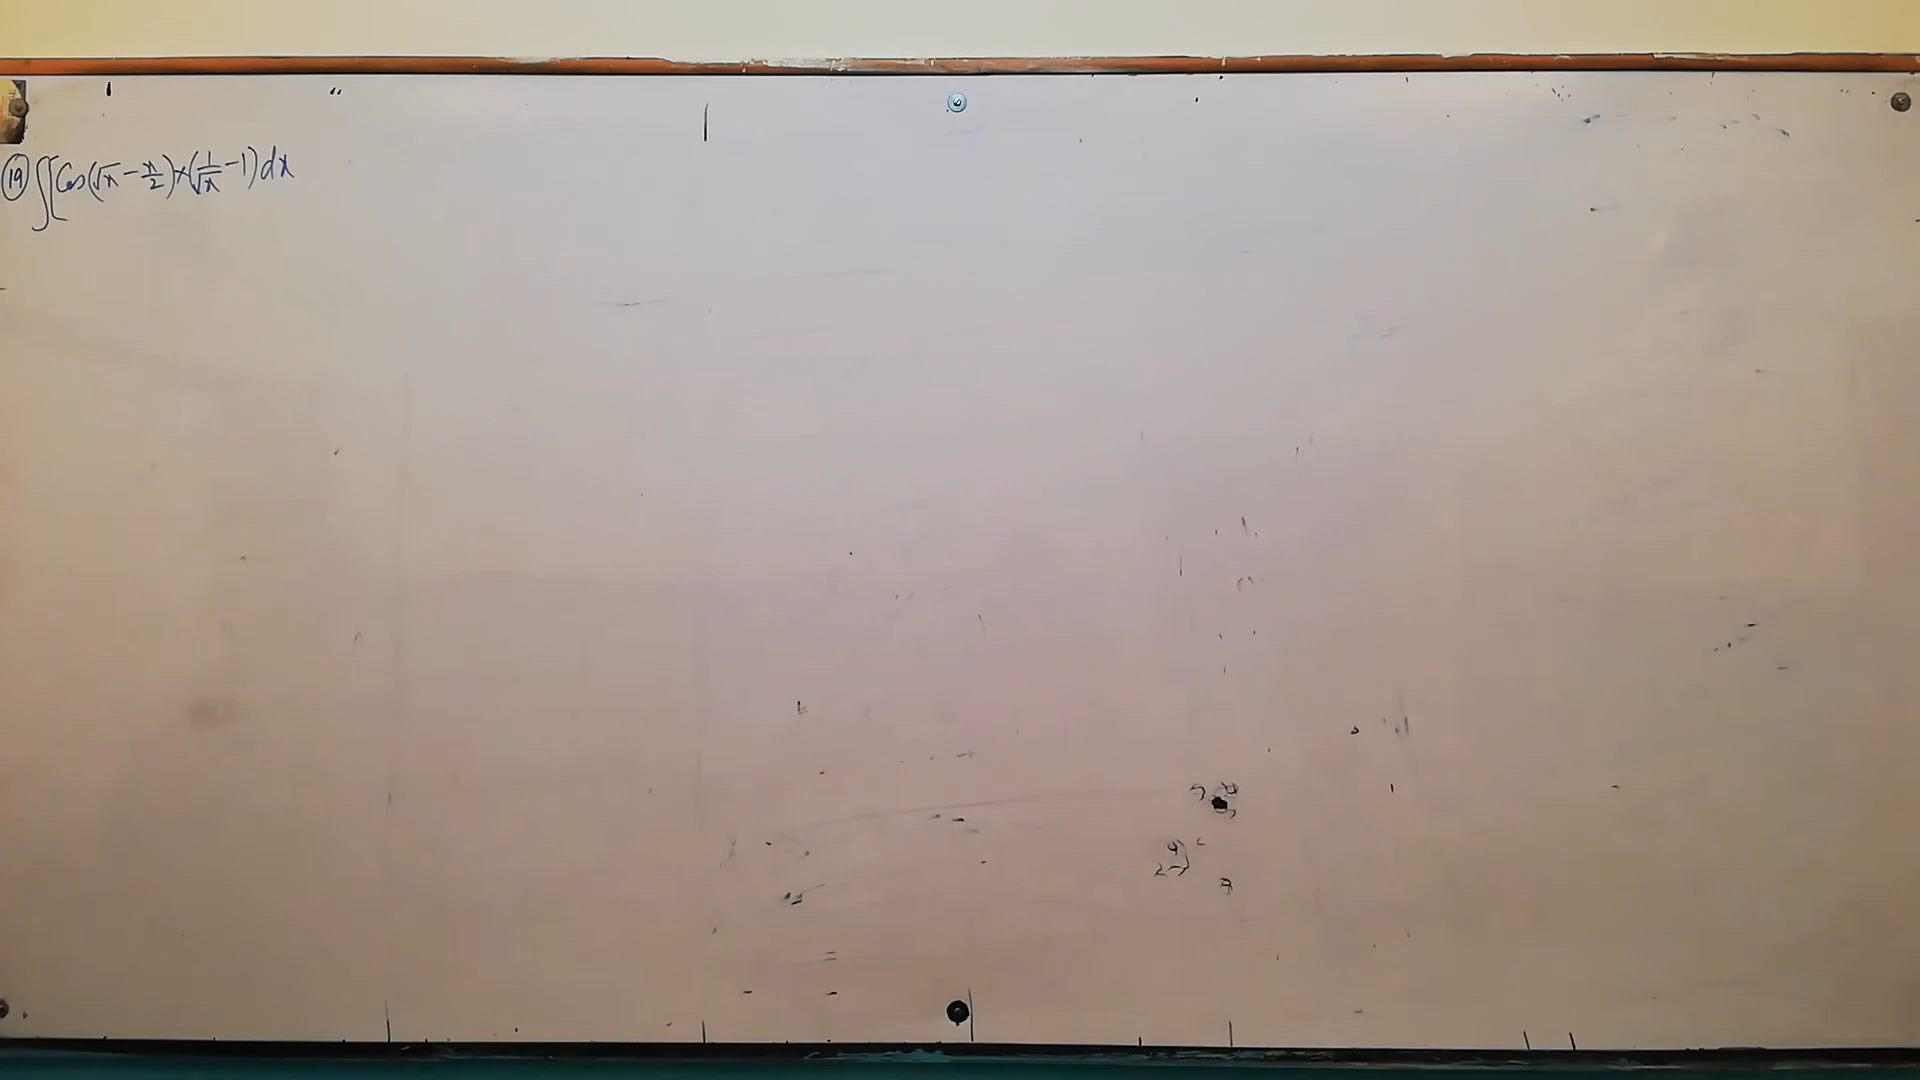 (19) ∫[Cos(√x - x/2) × (1/√x - 1) dx